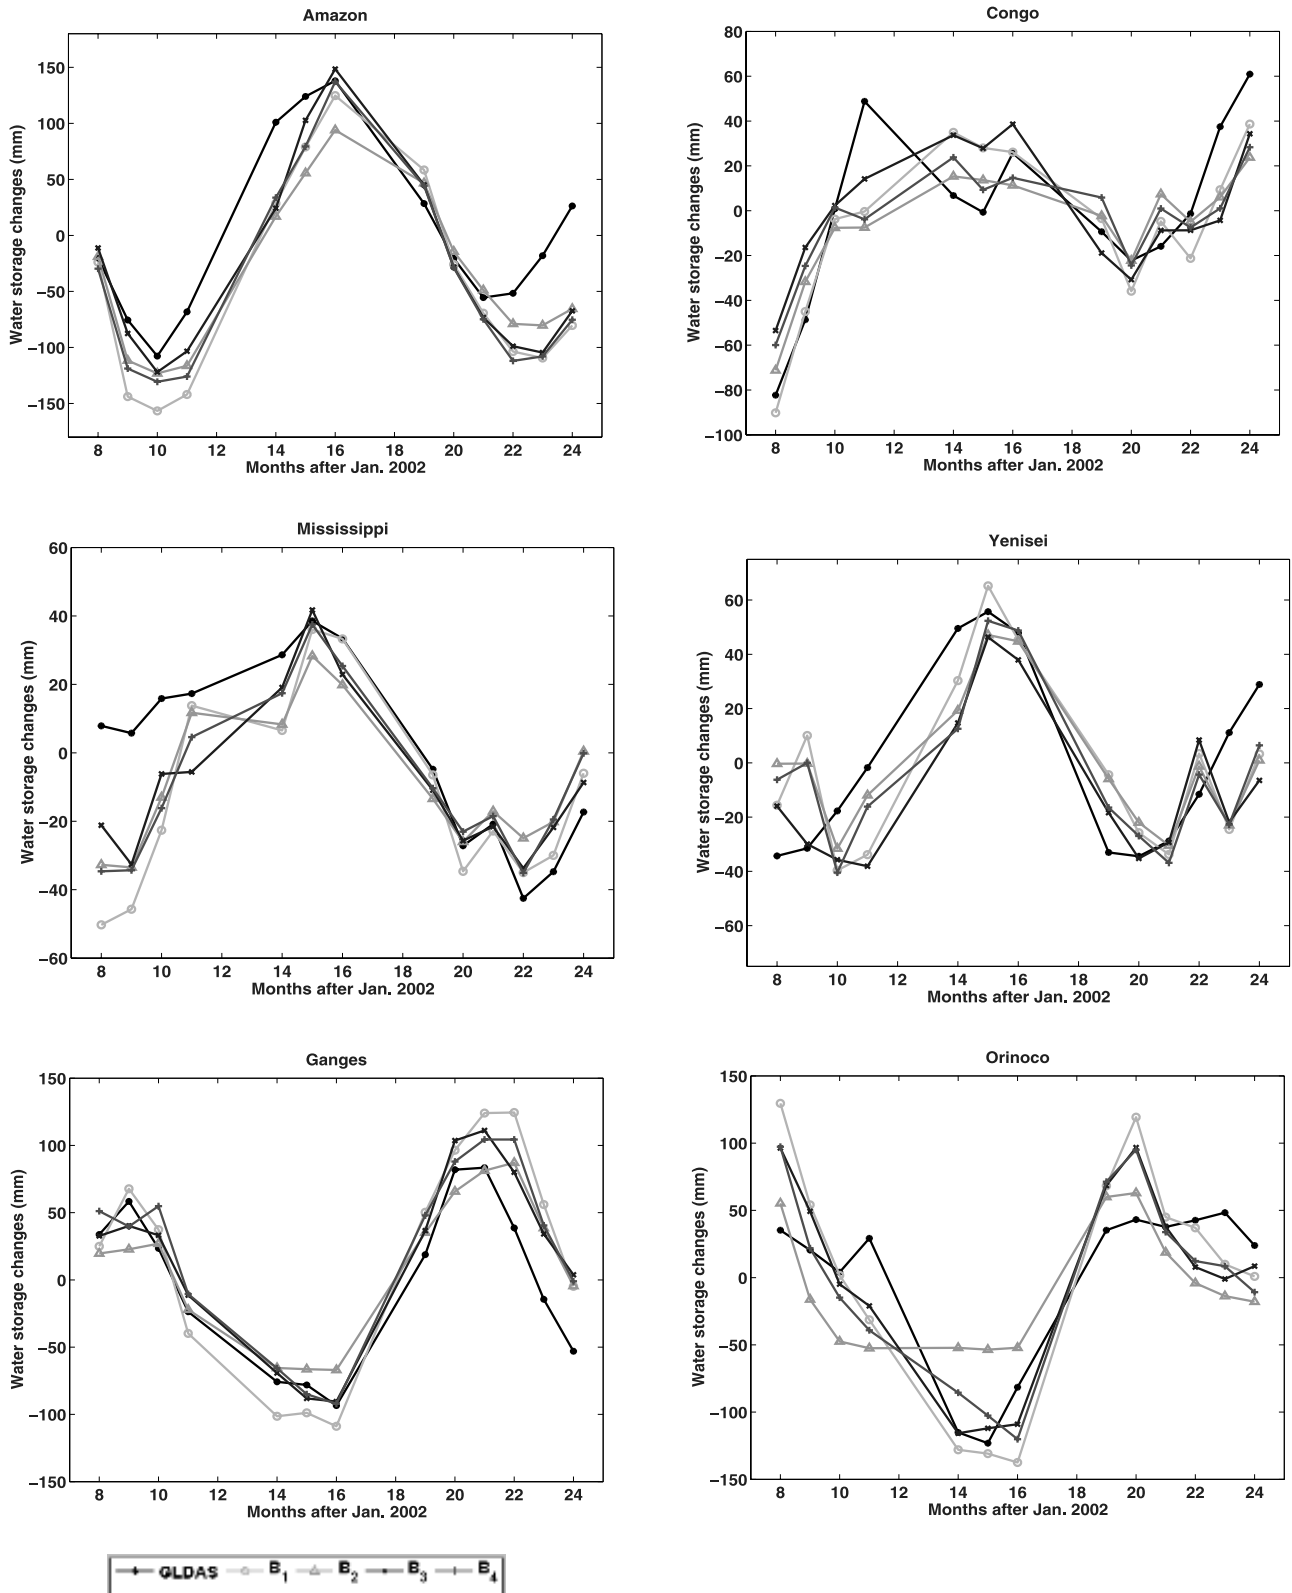 Amazon
Water storage changes (mm)
150
100
50
0
−50
−100
−150
8 10 12 14 16 18 20 22 24
Months after Jan. 2002
Congo
Water storage changes (mm)
80
60
40
20
0
−20
−40
−60
−80
−100
8 10 12 14 16 18 20 22 24
Months after Jan. 2002
Mississippi
Water storage changes (mm)
60
40
20
0
−20
−40
−60
8 10 12 14 16 18 20 22 24
Months after Jan. 2002
Yenisei
Water storage changes (mm)
60
40
20
0
−20
−40
−60
8 10 12 14 16 18 20 22 24
Months after Jan. 2002
Ganges
Water storage changes (mm)
150
100
50
0
−50
−100
−150
8 10 12 14 16 18 20 22 24
Months after Jan. 2002
Orinoco
Water storage changes (mm)
150
100
50
0
−50
−100
−150
8 10 12 14 16 18 20 22 24
Months after Jan. 2002
GLDAS B1 B2 B3 B4